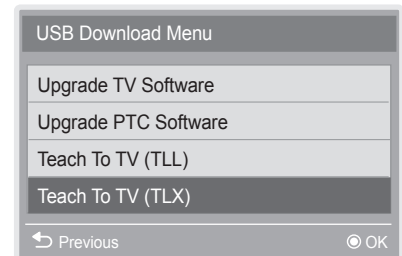 USB Download Menu
Upgrade TV Software
Upgrade PTC Software
Teach To TV (TLL)
Teach To TV (TLX)
Previous
OK